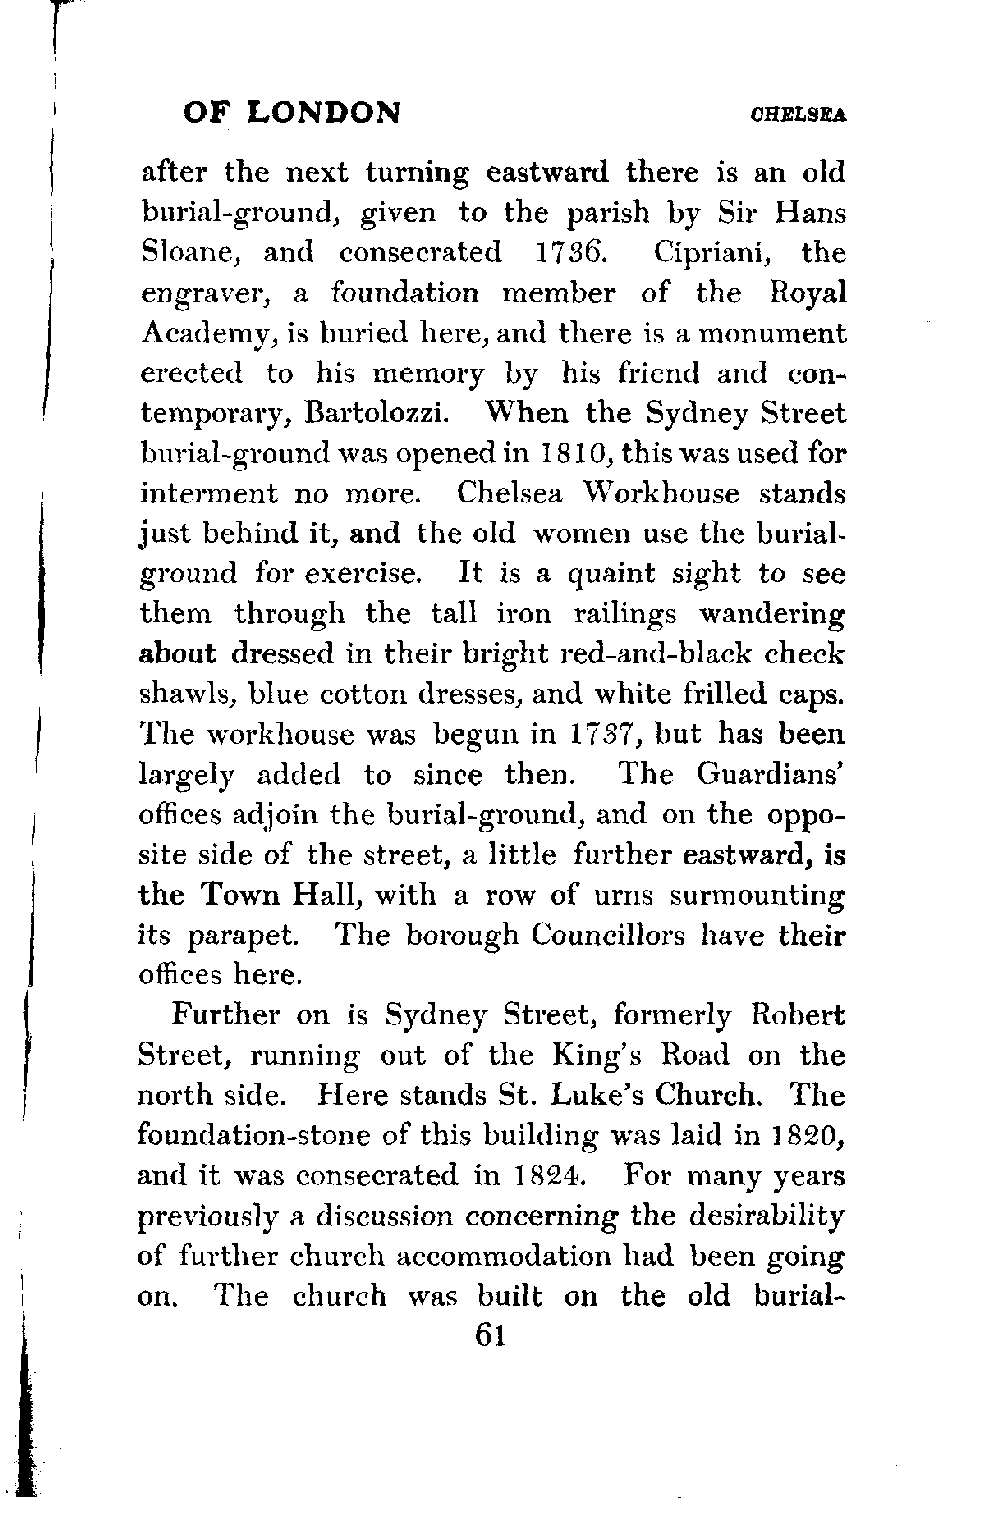 OF LONDON CHELSEA
after the next turning eastward there is an old
burial-ground, given to the parish by Sir Hans
Sloane, and consecrated 1736. Cipriani, the
engraver, a foundation member of the Royal
Academy, is buried here, and there is a monument
erected to his memory by his friend and con-
temporary, Bartolozzi. When the Sydney Street
burial-ground was opened in 1810, this was used for
interment no more. Chelsea Workhouse stands
just behind it, and the old women use the burial-
ground for exercise. It is a quaint sight to see
them through the tall iron railings wandering
about dressed in their bright red-and-black check
shawls, blue cotton dresses, and white frilled caps.
The workhouse was begun in 1737, but has been
largely added to since then. The Guardians'
offices adjoin the burial-ground, and on the oppo-
site side of the street, a little further eastward, is
the Town Hall, with a row of urns surmounting
its parapet. The borough Councillors have their
offices here.
Further on is Sydney Street, formerly Robert
Street, running out of the King's Road on the
north side. Here stands St. Luke's Church. The
foundation-stone of this building was laid in 1820,
and it was consecrated in 1824. For many years
previously a discussion concerning the desirability
of further church accommodation had been going
on. The church was built on the old burial-
61